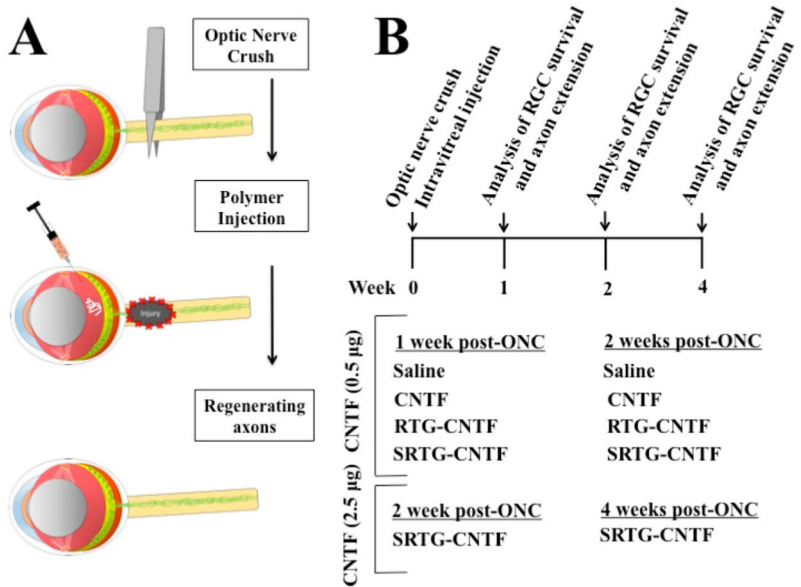 A
Optic Nerve
Crush
Polymer
Injection
Injury
Regenerating
axons
B
Optic nerve crush
Intravitreal injection
Analysis of RGC survival
and axon extension
Analysis of RGC survival
and axon extension
Analysis of RGC survival
and axon extension
Week 0 1 2 4
CNTF (0.5 µg)
1 week post-ONC
Saline
CNTF
RTG-CNTF
SRTG-CNTF
2 weeks post-ONC
Saline
CNTF
RTG-CNTF
SRTG-CNTF
CNTF (2.5 µg)
2 week post-ONC
SRTG-CNTF
4 weeks post-ONC
SRTG-CNTF